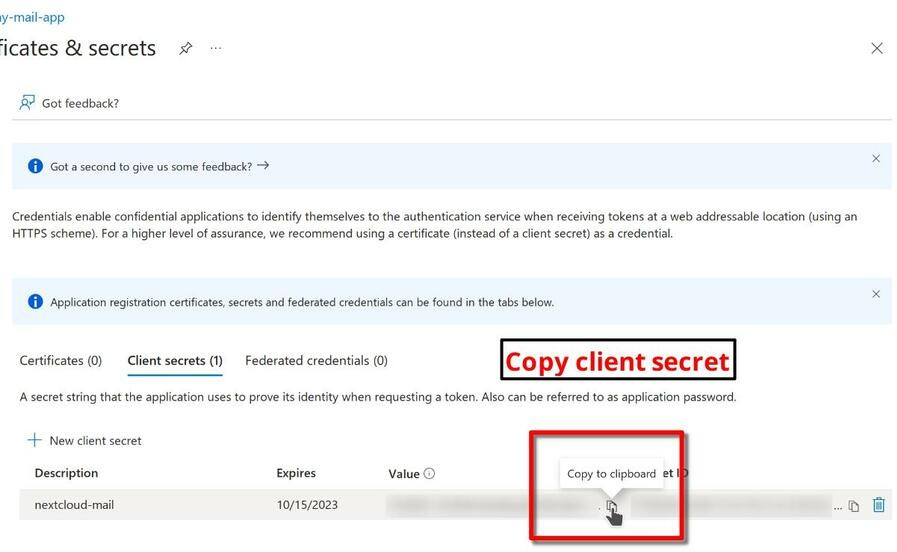 y-mail-app
ficates & secrets
Got feedback?
Got a second to give us some feedback?
Credentials enable confidential applications to identify themselves to the authentication service when receiving tokens at a web addressable location (using an
HTTPS scheme). For a higher level of assurance, we recommend using a certificate (instead of a client secret) as a credential.
Application registration certificates, secrets and federated credentials can be found in the tabs below.
Certificates (0) Client secrets (1) Federated credentials (0)
Copy client secret
A secret string that the application uses to prove its identity when requesting a token. Also can be referred to as application password.
New client secret
Description Expires Value et ID
Copy to clipboard
nextcloud-mail 10/15/2023